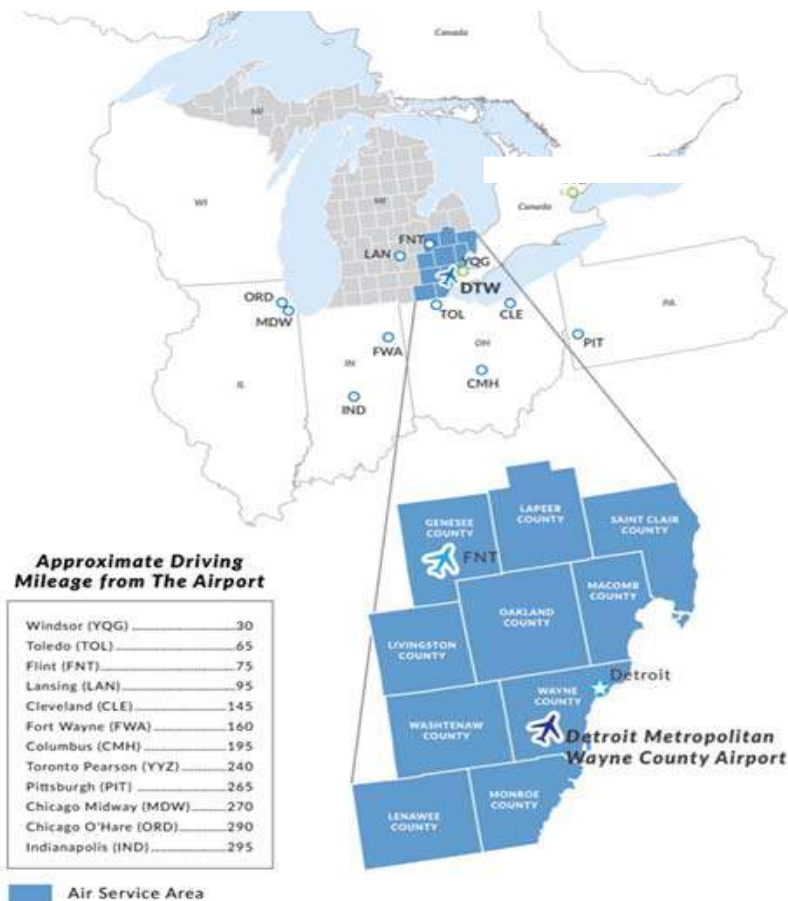 Canada
MI
WI
MI
Canada
FNT
LAN
YQG
DTW
ORD
MDW
TOL
CLE
PA
FWA
OH
PIT
IN
IL
CMH
IND
GENESEE
COUNTY
LAPEER
COUNTY
SAINT CLAIR
COUNTY
FNT
MACOMB
COUNTY
OAKLAND
COUNTY
LIVINGSTON
COUNTY
Detroit
WAYNE
COUNTY
WASHTENAW
COUNTY
Detroit Metropolitan
Wayne County Airport
MONROE
COUNTY
LENAWEE
COUNTY
Approximate Driving
Mileage from The Airport
Windsor (YQG) 30
Toledo (TOL) 65
Flint (FNT) 75
Lansing (LAN) 95
Cleveland (CLE) 145
Fort Wayne (FWA) 160
Columbus (CMH) 195
Toronto Pearson (YYZ) 240
Pittsburgh (PIT) 265
Chicago Midway (MDW) 270
Chicago O'Hare (ORD) 290
Indianapolis (IND) 295
Air Service Area